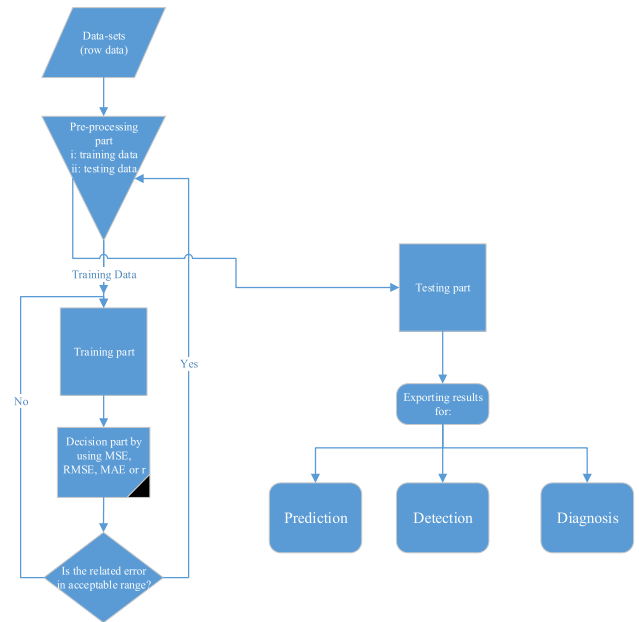 Data-sets
(row data)
Pre-processing
part
i: training data
ii: testing data
Training Data
Training part
Yes
No
Decision part by
using MSE,
RMSE, MAE or r
Is the related error
in acceptable range?
Testing part
Exporting results
for:
Prediction
Detection
Diagnosis